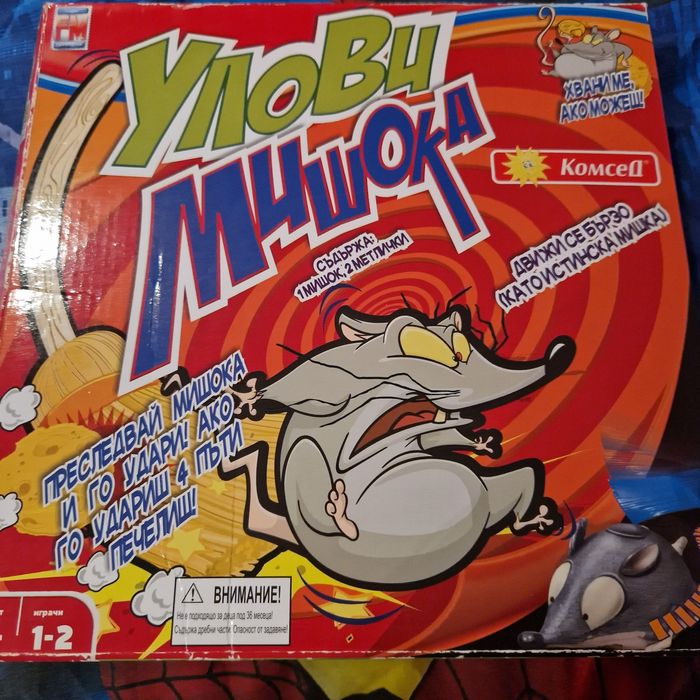 FM
Улови
Мишока
ХВАНИ МЕ,
АКО МОЖЕШ!
КомсеД
СЪДЪРЖА:
1 МИШОК, 2 МЕТЛИЧКИ
ДВИЖИ СЕ БЪРЗО
(КАТО ИСТИНСКА МИШКА)
ПРЕСЛЕДВАЙ МИШОКА
И ГО УДАРИ! АКО
ГО УДАРИШ 4 ПЪТИ
ПЕЧЕЛИШ!
играчи
1-2
ВНИМАНИЕ!
Не е подходящо за деца под 36 месеца!
Съдържа дребни части. Опасност от задавяне!